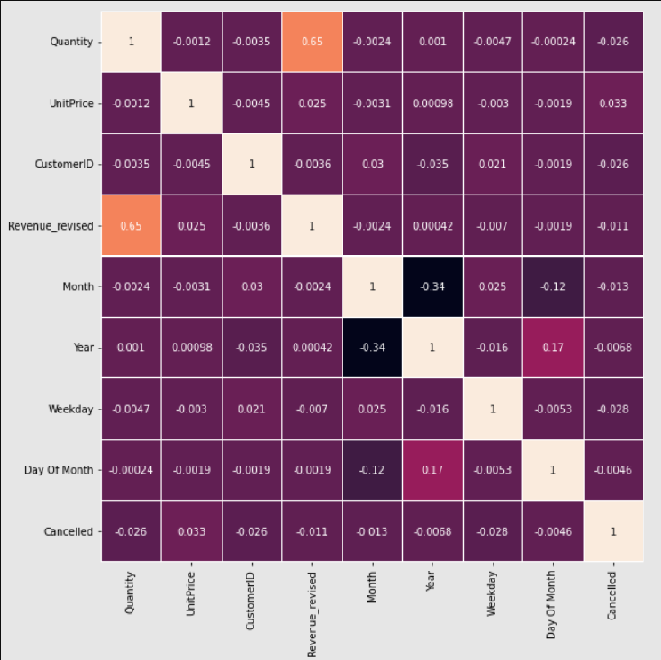 Quantity 1 -0.0012 -0.0035 0.65 -0.0024 0.001 -0.0047 -0.00024 -0.026
UnitPrice -0.0012 1 -0.0045 0.025 -0.0031 0.00098 -0.003 -0.0019 0.033
CustomerID -0.0035 -0.0045 1 -0.0036 0.03 -0.035 0.021 -0.0019 -0.026
Revenue_revised 0.65 0.025 -0.0036 1 -0.0024 0.00042 -0.007 -0.0019 -0.011
Month -0.0024 -0.0031 0.03 -0.0024 1 -0.34 0.025 -0.12 -0.013
Year 0.001 0.00098 -0.035 0.00042 -0.34 1 -0.016 0.17 -0.0068
Weekday -0.0047 -0.003 0.021 -0.007 0.025 -0.016 1 -0.0053 -0.028
Day Of Month -0.00024 -0.0019 -0.0019 -0.0019 -0.12 0.17 -0.0053 1 -0.0046
Cancelled -0.026 0.033 -0.026 -0.011 -0.013 -0.0068 -0.028 -0.0046 1
Quantity UnitPrice CustomerID Revenue_revised Month Year Weekday Day Of Month Cancelled